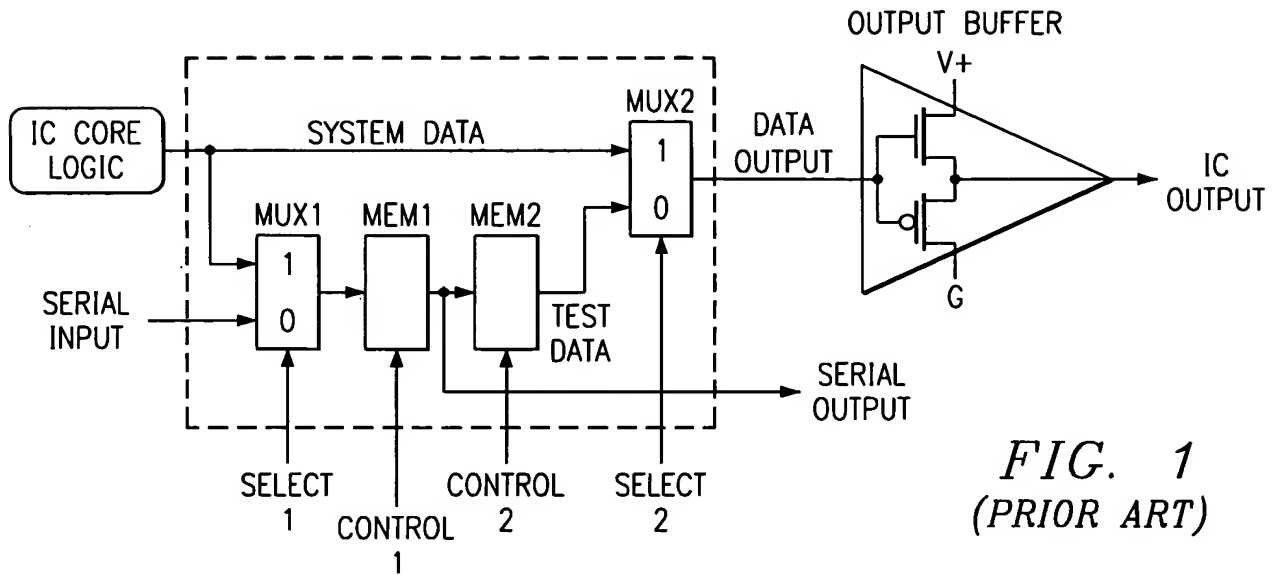 OUTPUT BUFFER
V+
MUX2
IC CORE
LOGIC
SYSTEM DATA
1
0
DATA
OUTPUT
IC
OUTPUT
MUX1
MEM1
MEM2
1
0
SERIAL
INPUT
TEST
DATA
G
SERIAL
OUTPUT
SELECT
1
CONTROL
1
CONTROL
2
SELECT
2
FIG. 1
(PRIOR ART)